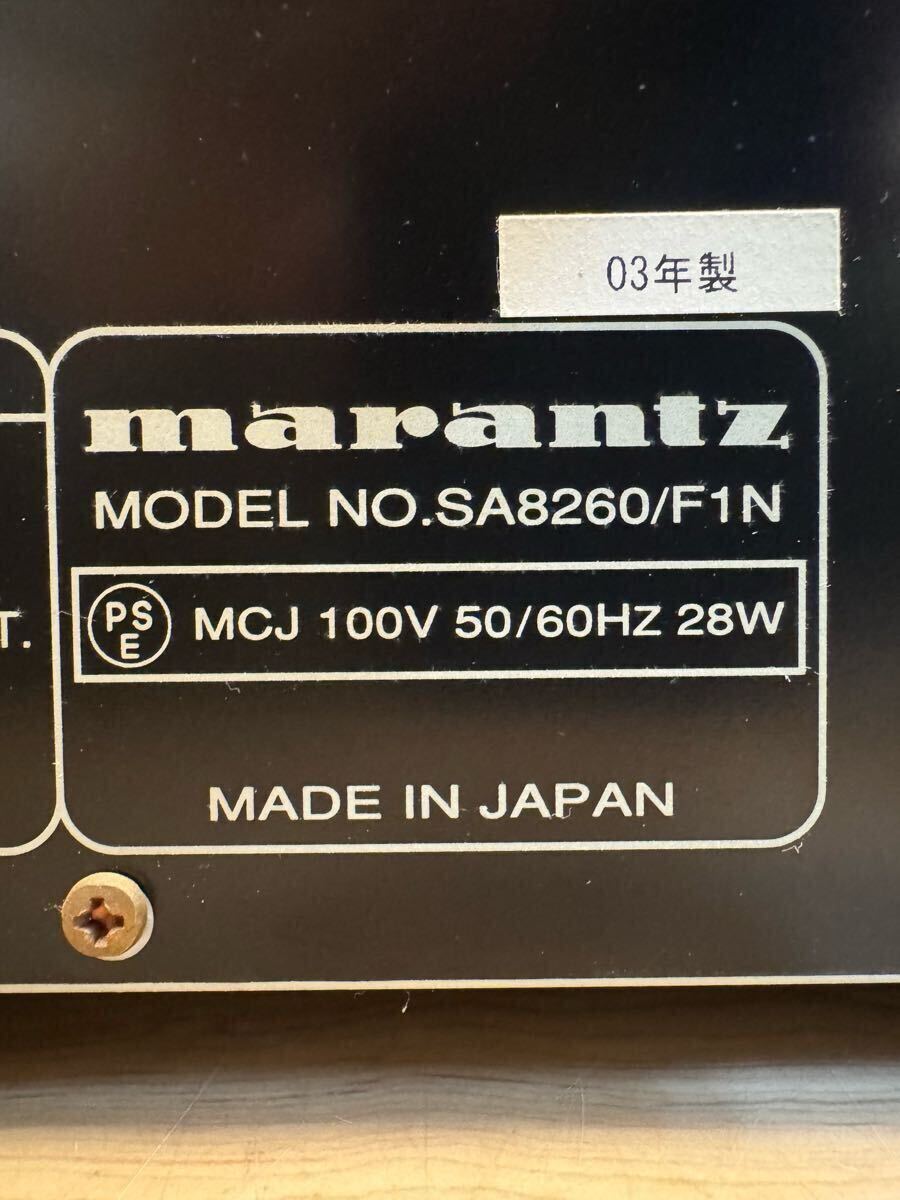 03年製
marantz
MODEL NO.SA8260/F1N
PS
E
MCJ 100V 50/60HZ 28W
T.
MADE IN JAPAN